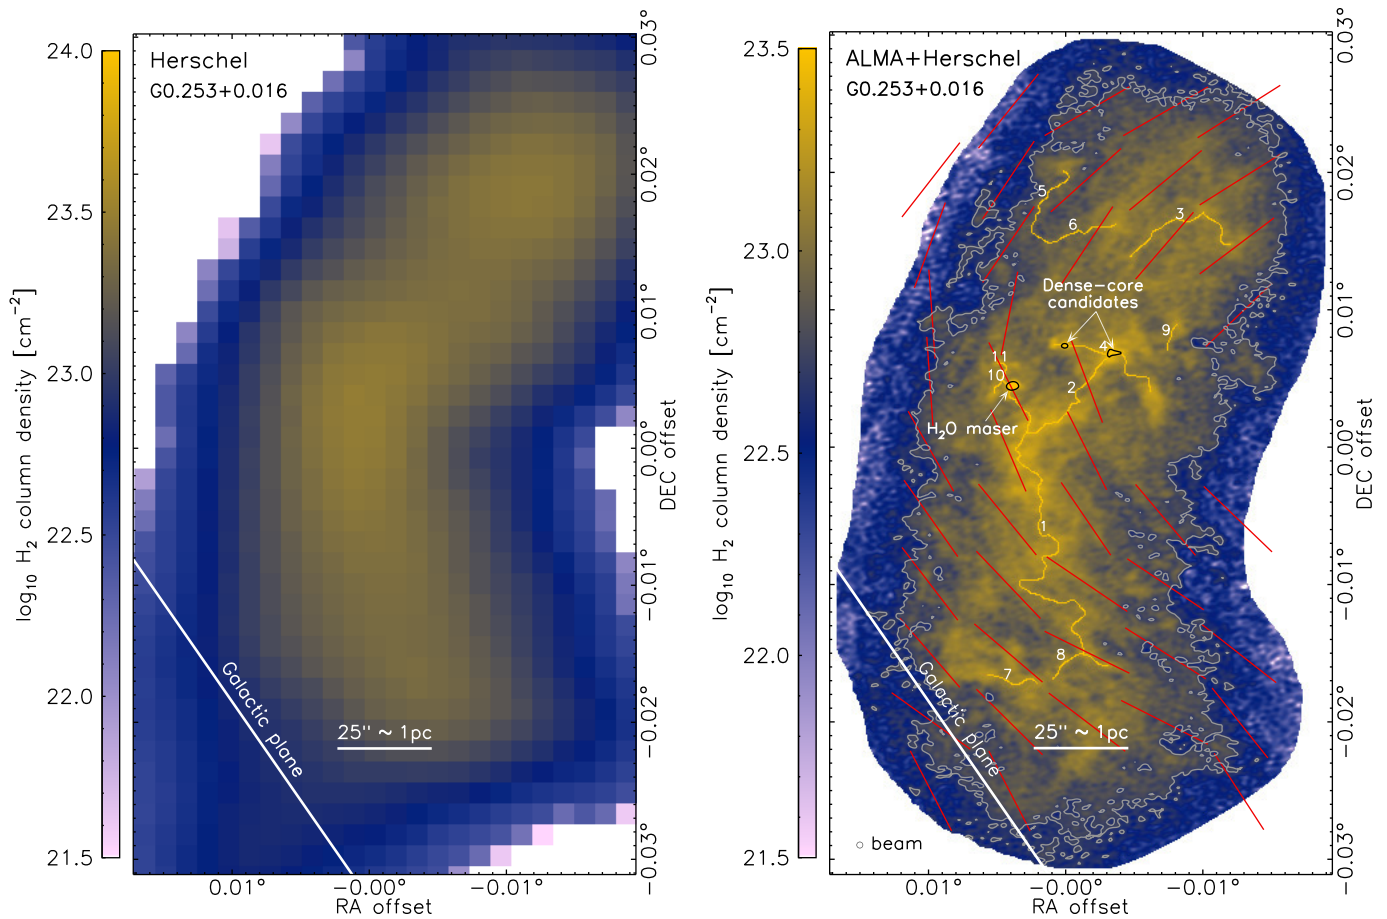 Herschel
G0.253+0.016
24.0
23.5
23.0
22.5
22.0
21.5
log₁₀ H₂ column density [cm⁻²]
Galactic plane
25" ~ 1pc
0.01°
−0.00°
−0.01°
RA offset
0.03°
0.02°
0.01°
0.00°
−0.01°
−0.02°
−0.03°
DEC offset
ALMA+Herschel
G0.253+0.016
23.5
23.0
22.5
22.0
21.5
log₁₀ H₂ column density [cm⁻²]
5
6
3
Dense-core
candidates
9
4
11
10
2
H₂O maser
1
8
7
Galactic plane
25" ~ 1pc
beam
0.01°
−0.00°
−0.01°
RA offset
0.03°
0.02°
0.01°
0.00°
−0.01°
−0.02°
−0.03°
DEC offset